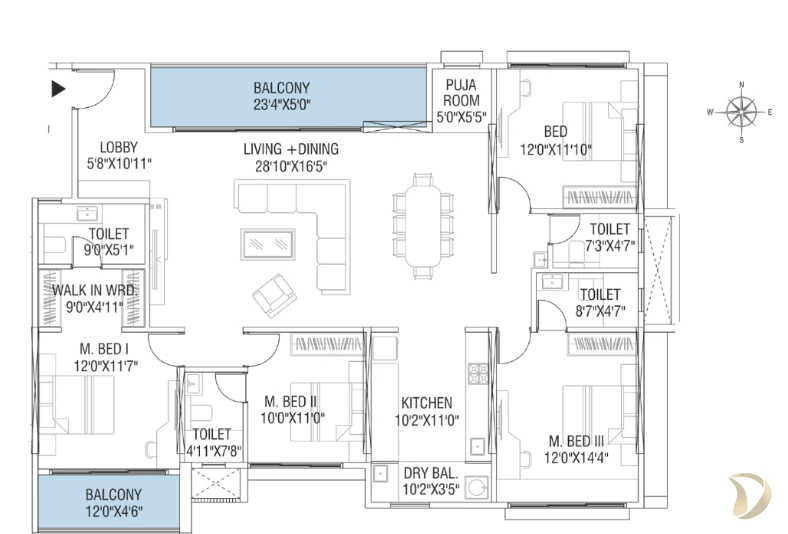 BALCONY
23'4"X5'0"
PUJA
ROOM
5'0"X5'5"
N
W
E
S
BED
12'0"X11'10"
LOBBY
5'8"X10'11"
LIVING +DINING
28'10"X16'5"
TOILET
9'0"X5'1"
TOILET
7'3"X4'7"
WALK IN WRD.
9'0"X4'11"
TOILET
8'7"X4'7"
M. BED I
12'0"X11'7"
M. BED II
10'0"X11'0"
KITCHEN
10'2"X11'0"
TOILET
4'11"X7'8"
M. BED III
12'0"X14'4"
DRY BAL.
10'2"X3'5"
BALCONY
12'0"X4'6"